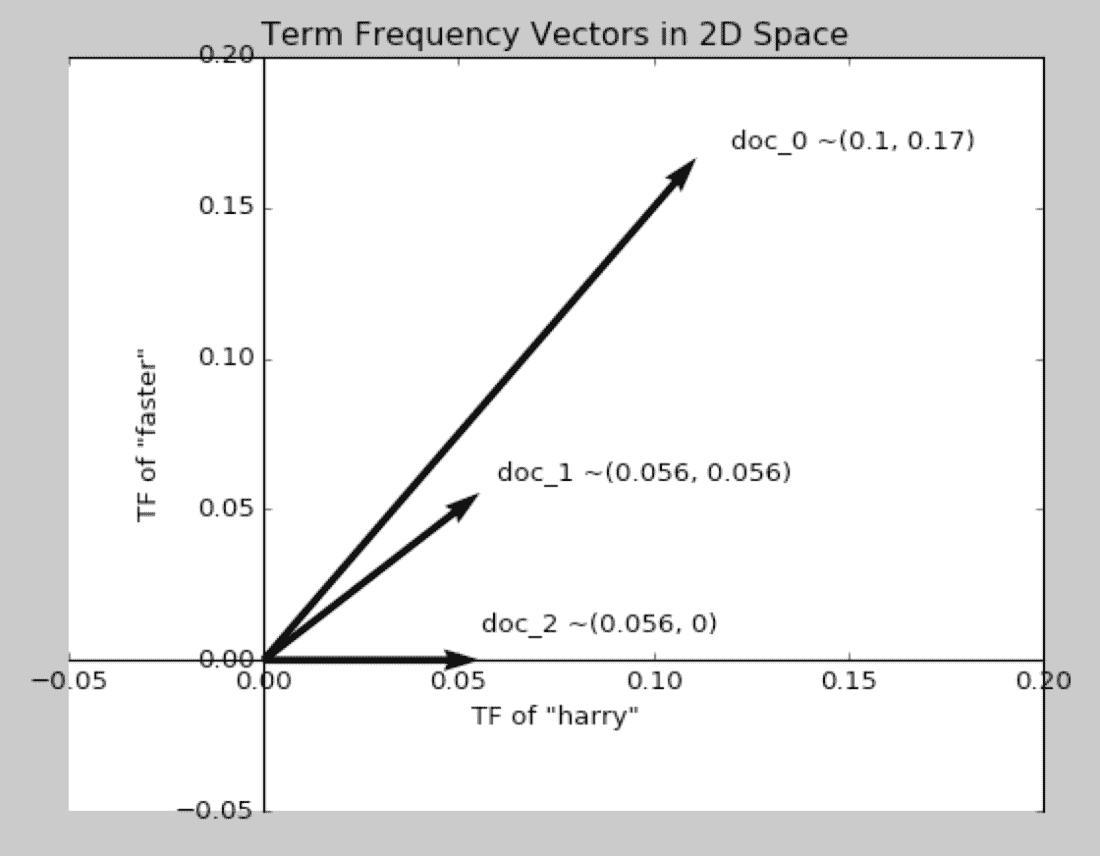 Term Frequency Vectors in 2D Space
0.20
doc_0 ~(0.1, 0.17)
0.15
0.10
TF of "faster"
doc_1 ~(0.056, 0.056)
0.05
doc_2 ~(0.056, 0)
0.00
−0.05 0.00 0.05 0.10 0.15 0.20
TF of "harry"
−0.05